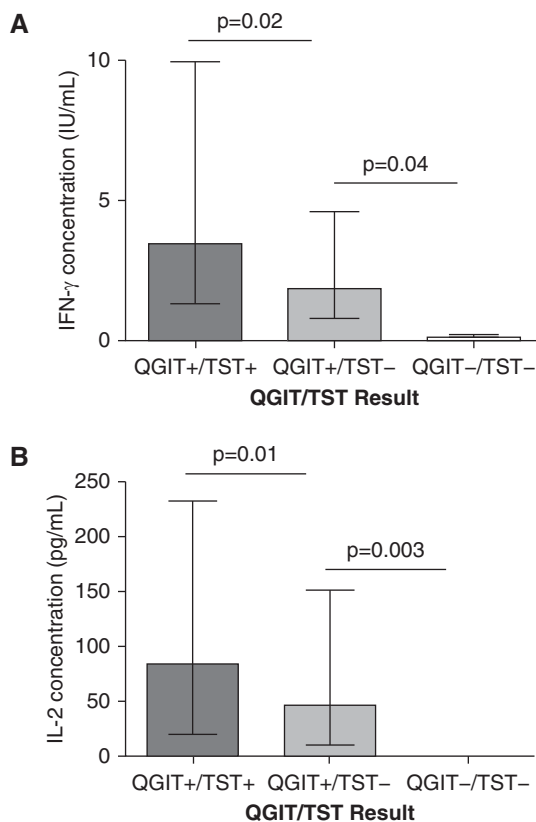 A
p=0.02
10
p=0.04
5
0
IFN-γ concentration (IU/mL)
QGIT+/TST+ QGIT+/TST− QGIT−/TST−
QGIT/TST Result
B
p=0.01
250
200
p=0.003
150
100
50
0
IL-2 concentration (pg/mL)
QGIT+/TST+ QGIT+/TST− QGIT−/TST−
QGIT/TST Result